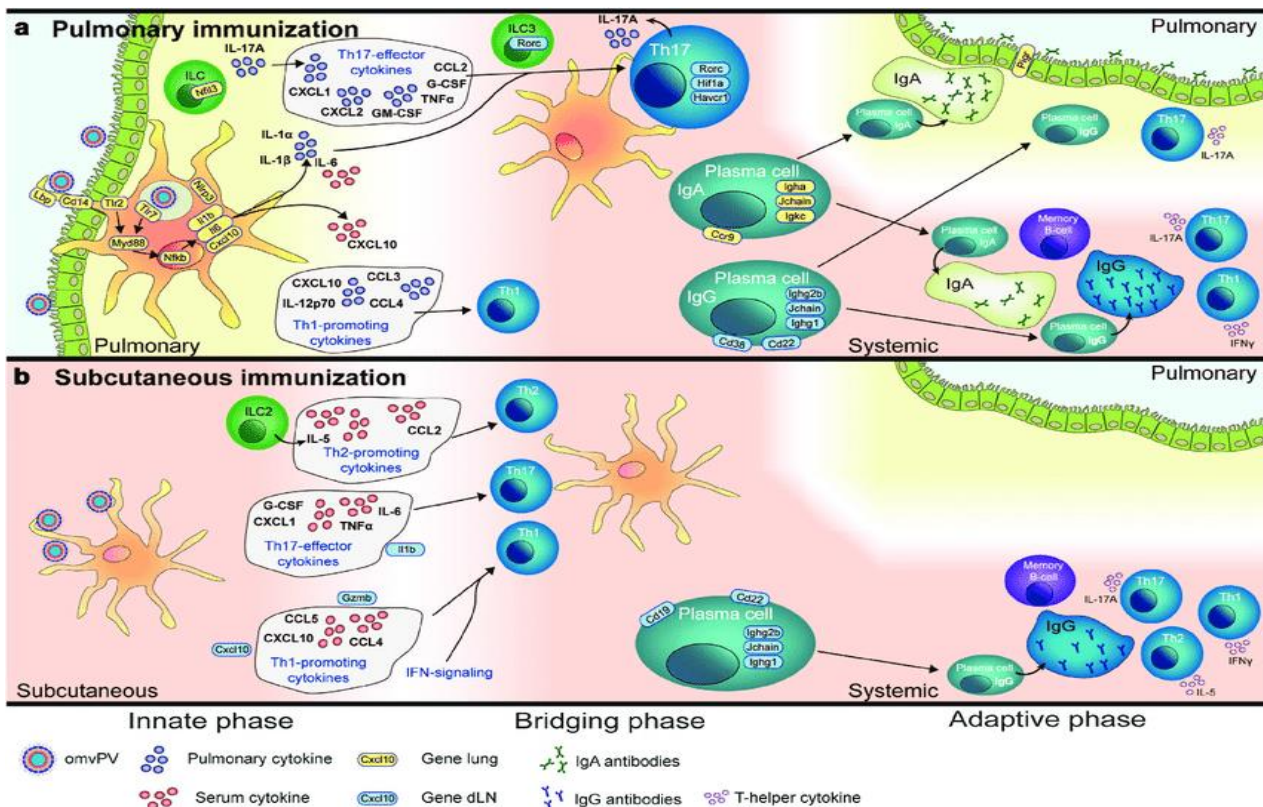 a Pulmonary immunization
IL-17A
ILC
Nfil3
Th17-effector
cytokines
CXCL1
CXCL2
GM-CSF
CCL2
G-CSF
TNFα
ILC3
Rorc
IL-17A
Th17
Rorc
Hif1a
Havcr1
IL-1α
IL-1β
IL-6
CXCL10
Lbp
Cd14
Tlr2
Tlr7
Nlrp3
Il1b
Il6
Cxcl10
Myd88
Nfkb
CXCL10
CCL3
IL-12p70
CCL4
Th1-promoting
cytokines
Th1
Pulmonary
Plasma cell
IgA
Igha
Jchain
Igkc
Ccr9
Plasma cell
IgG
Ighg2b
Jchain
Ighg1
Cd38
Cd22
Pulmonary
Pigr
IgA
Plasma cell
IgA
Plasma cell
IgG
Th17
IL-17A
Plasma cell
IgA
IgA
Memory
B-cell
IgG
Plasma cell
IgG
Th17
IL-17A
Th1
IFNγ
Systemic
b Subcutaneous immunization
ILC2
IL-5
CCL2
Th2-promoting
cytokines
Th2
G-CSF
CXCL1
TNFα
IL-6
Th17-effector
cytokines
Il1b
Th17
Th1
Gzmb
CCL5
CXCL10
CCL4
Cxcl10
Th1-promoting
cytokines
IFN-signaling
Subcutaneous
Cd19
Cd22
Plasma cell
Ighg2b
Jchain
Ighg1
Pulmonary
Memory
B-cell
IgG
Plasma cell
IgG
Th17
IL-17A
Th1
IFNγ
Th2
IL-5
Systemic
Innate phase
Bridging phase
Adaptive phase
omvPV
Pulmonary cytokine
Cxcl10
Gene lung
IgA antibodies
Serum cytokine
Cxcl10
Gene dLN
IgG antibodies
T-helper cytokine